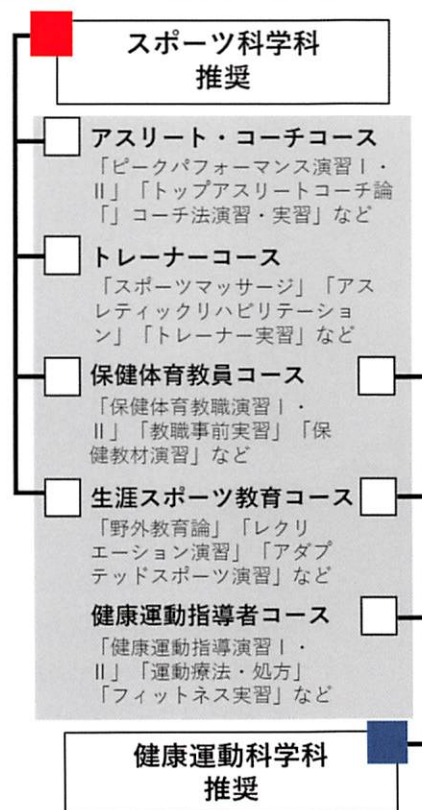 スポーツ科学科
推奨
アスリート・コーチコース
「ピークパフォーマンス演習Ⅰ・
Ⅱ」「トップアスリートコーチ論
「」コーチ法演習・実習」など
トレーナーコース
「スポーツマッサージ」「アス
レティックリハビリテーショ
ン」「トレーナー実習」など
保健体育教員コース
「保健体育教職演習Ⅰ・
Ⅱ」「教職事前実習」「保
健教材演習」など
生涯スポーツ教育コース
「野外教育論」「レクリ
エーション演習」「アダプ
テッドスポーツ演習」など
健康運動指導者コース
「健康運動指導演習Ⅰ・
Ⅱ」「運動療法・処方」
「フィットネス実習」など
健康運動科学科
推奨